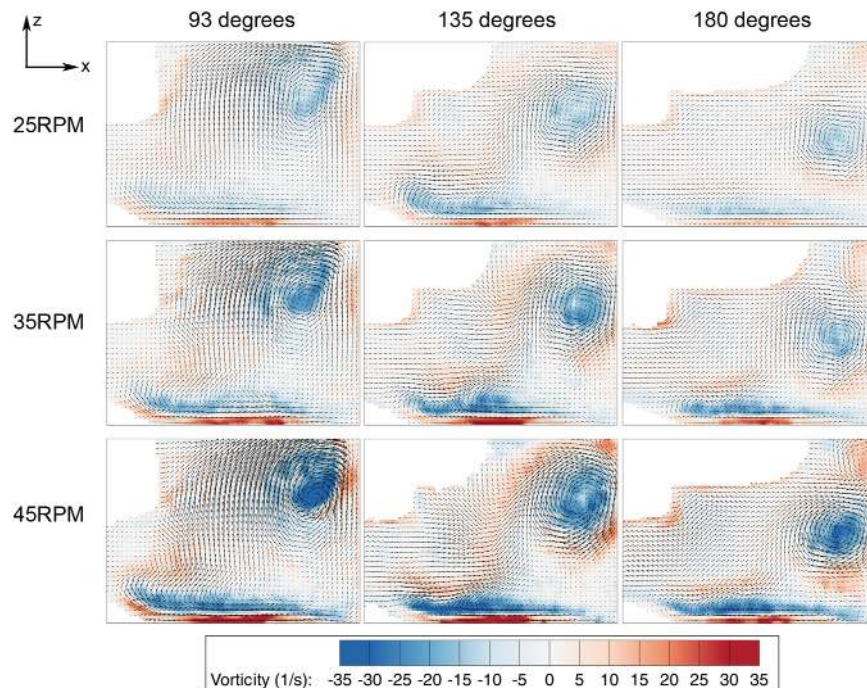 93 degrees 135 degrees 180 degrees
z
x
25RPM
35RPM
45RPM
Vorticity (1/s): -35 -30 -25 -20 -15 -10 -5 0 5 10 15 20 25 30 35